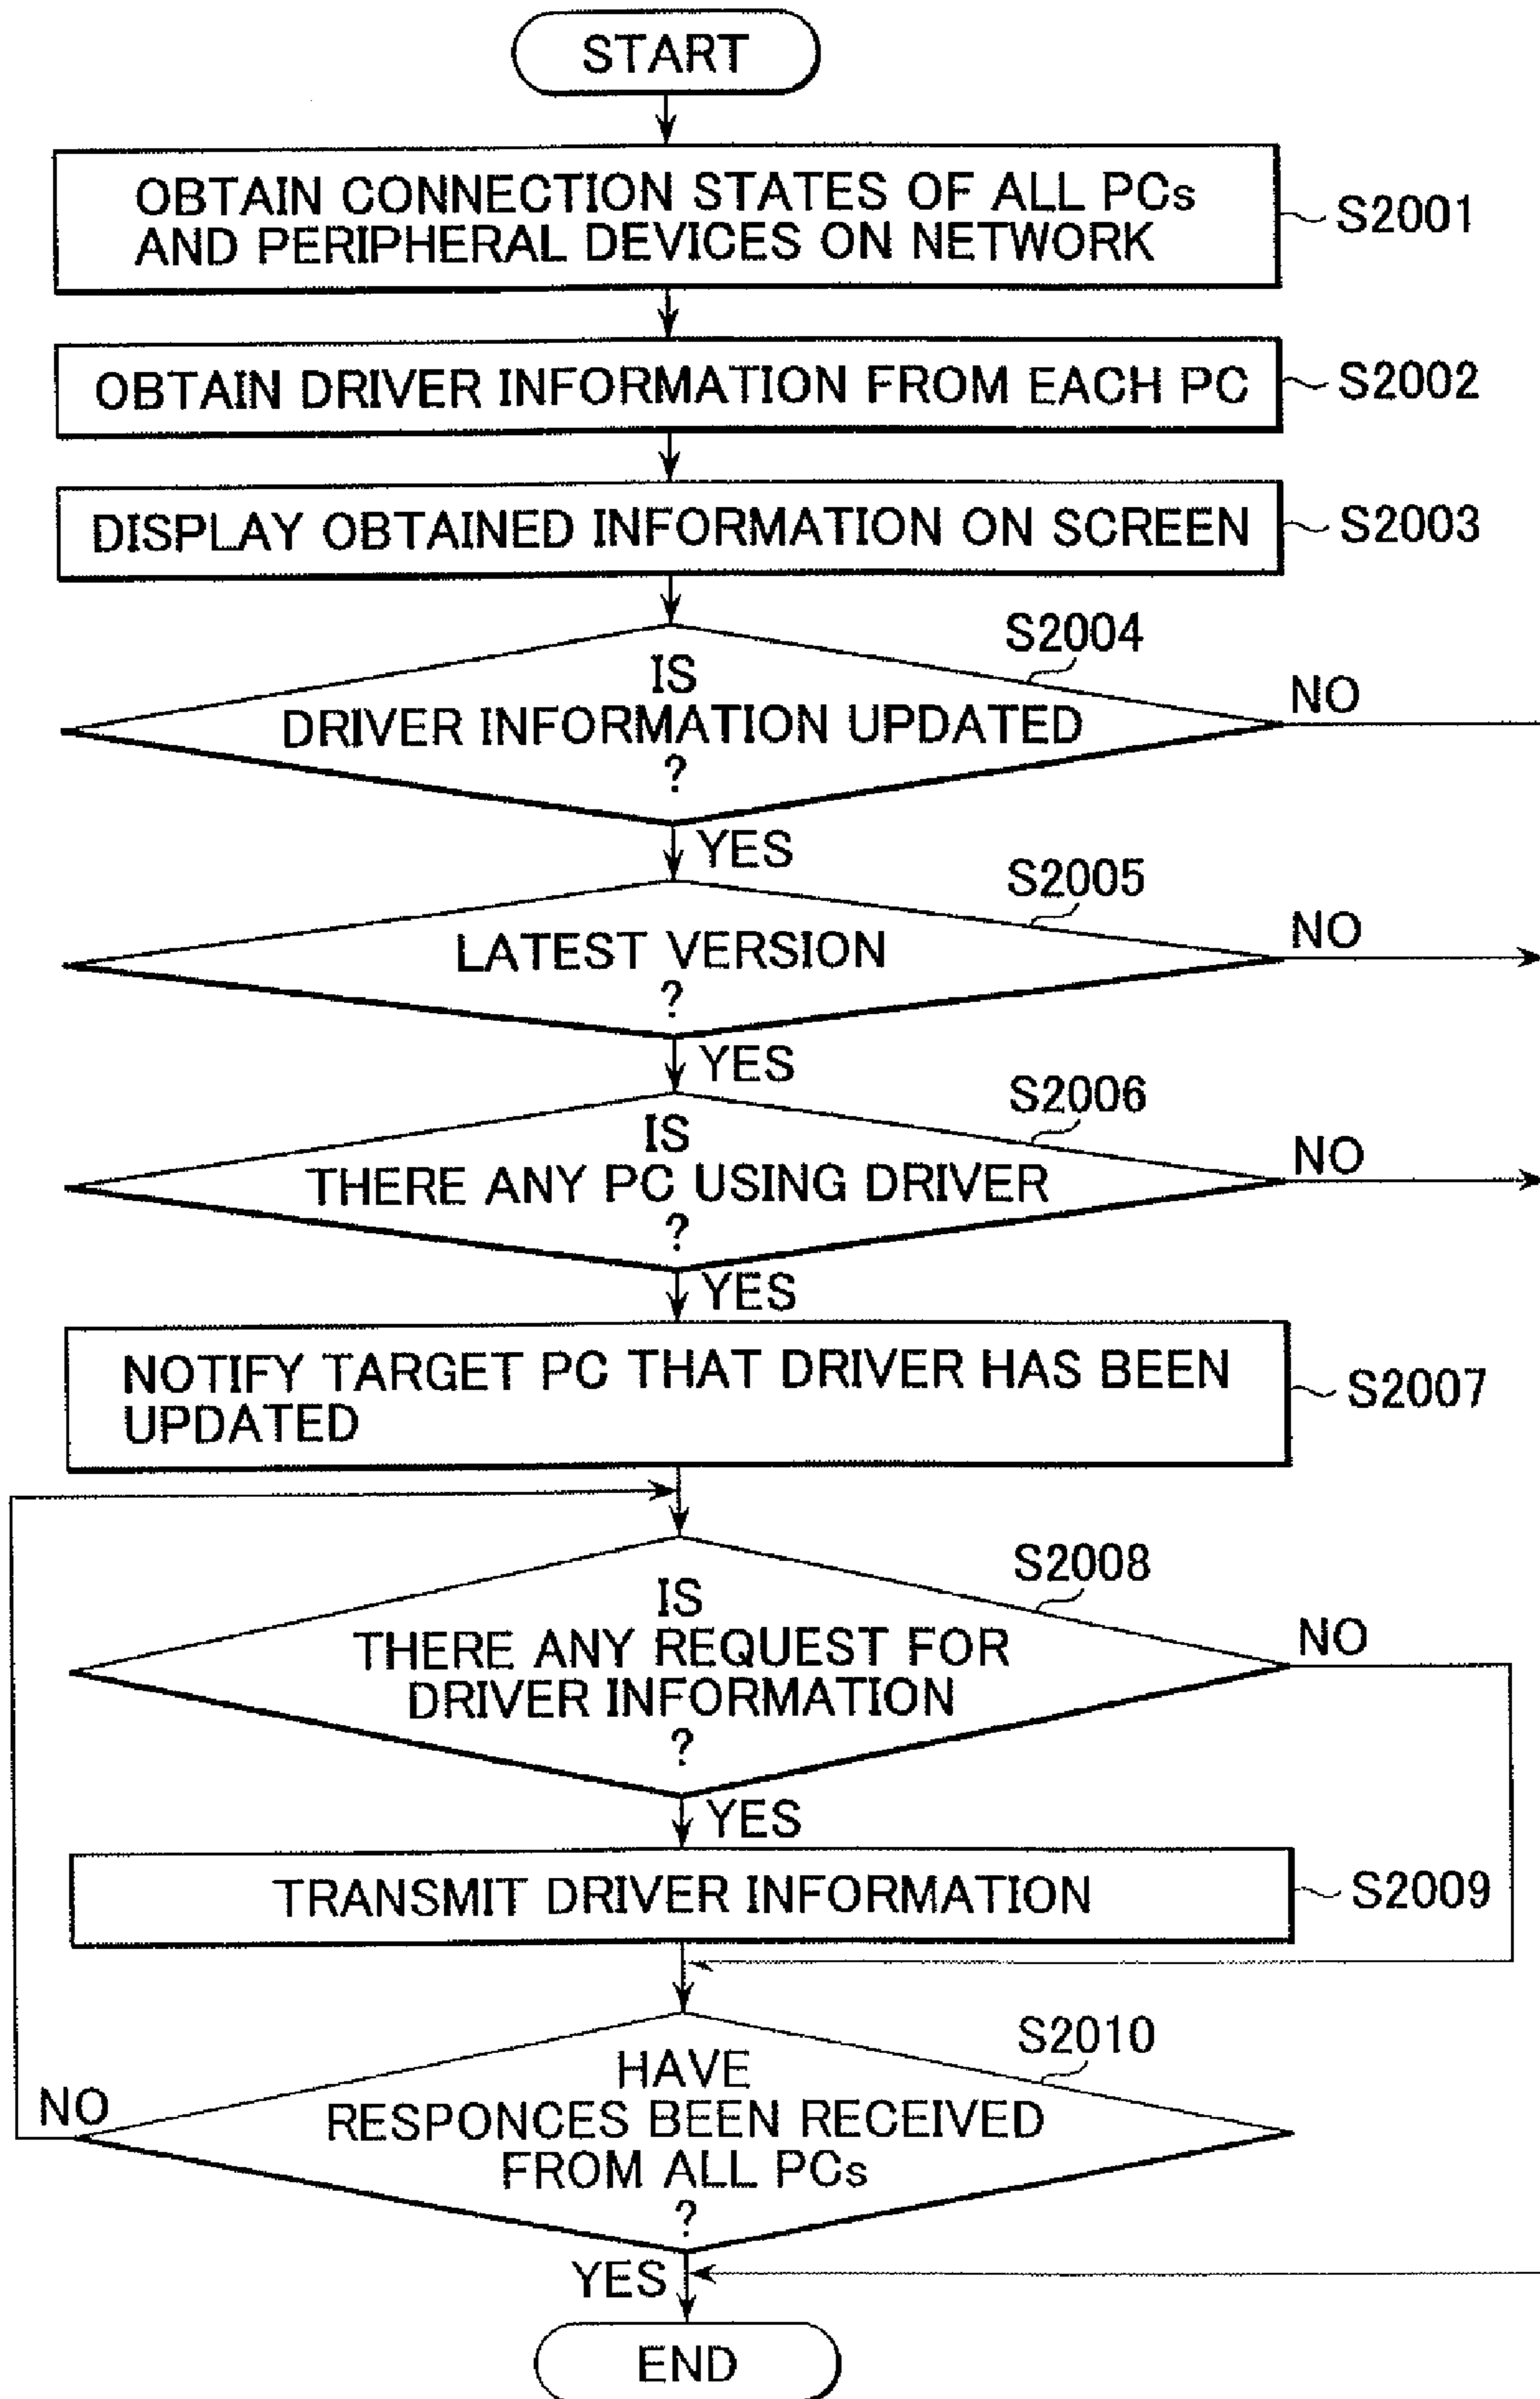 START
OBTAIN CONNECTION STATES OF ALL PCs
AND PERIPHERAL DEVICES ON NETWORK
S2001
OBTAIN DRIVER INFORMATION FROM EACH PC
S2002
DISPLAY OBTAINED INFORMATION ON SCREEN
S2003
S2004
IS
DRIVER INFORMATION UPDATED
?
NO
YES
S2005
LATEST VERSION
?
NO
YES
S2006
IS
THERE ANY PC USING DRIVER
?
NO
YES
NOTIFY TARGET PC THAT DRIVER HAS BEEN
UPDATED
S2007
S2008
IS
THERE ANY REQUEST FOR
DRIVER INFORMATION
?
NO
YES
TRANSMIT DRIVER INFORMATION
S2009
S2010
HAVE
RESPONCES BEEN RECEIVED
FROM ALL PCs
?
NO
YES
END